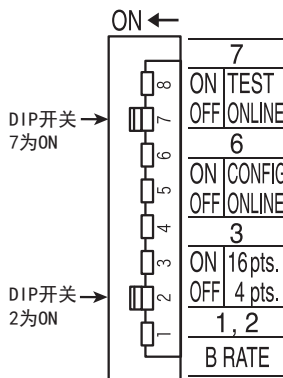 ON ←
DIP开关
7为ON
DIP开关
2为ON
8
7
6
5
4
3
2
1
7
ON TEST
OFF ONLINE
6
ON CONFIG
OFF ONLINE
3
ON 16 pts.
OFF 4 pts.
1, 2
B RATE